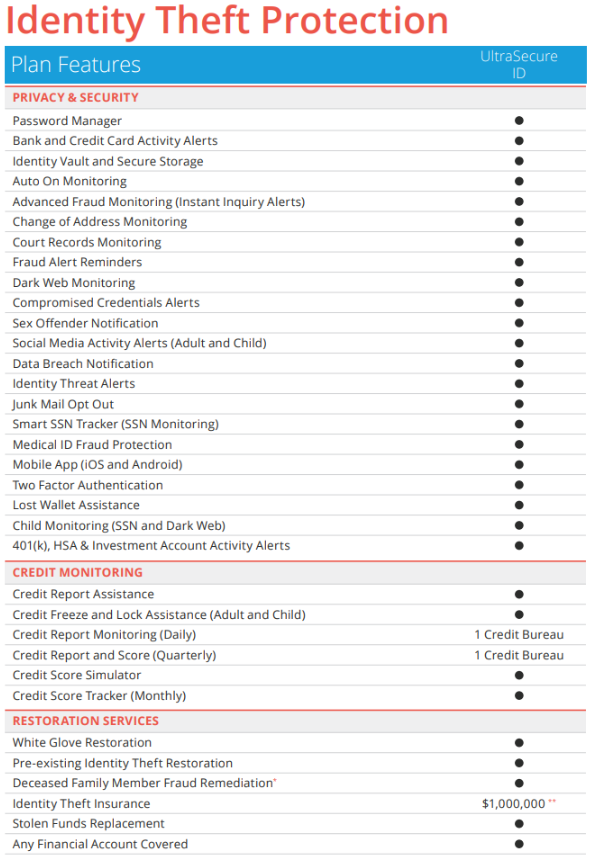 Identity Theft Protection
Plan Features
UltraSecure
ID
PRIVACY & SECURITY
Password Manager ●
Bank and Credit Card Activity Alerts ●
Identity Vault and Secure Storage ●
Auto On Monitoring ●
Advanced Fraud Monitoring (Instant Inquiry Alerts) ●
Change of Address Monitoring ●
Court Records Monitoring ●
Fraud Alert Reminders ●
Dark Web Monitoring ●
Compromised Credentials Alerts ●
Sex Offender Notification ●
Social Media Activity Alerts (Adult and Child) ●
Data Breach Notification ●
Identity Threat Alerts ●
Junk Mail Opt Out ●
Smart SSN Tracker (SSN Monitoring) ●
Medical ID Fraud Protection ●
Mobile App (iOS and Android) ●
Two Factor Authentication ●
Lost Wallet Assistance ●
Child Monitoring (SSN and Dark Web) ●
401(k), HSA & Investment Account Activity Alerts ●
CREDIT MONITORING
Credit Report Assistance ●
Credit Freeze and Lock Assistance (Adult and Child) ●
Credit Report Monitoring (Daily) 1 Credit Bureau
Credit Report and Score (Quarterly) 1 Credit Bureau
Credit Score Simulator ●
Credit Score Tracker (Monthly) ●
RESTORATION SERVICES
White Glove Restoration ●
Pre-existing Identity Theft Restoration ●
Deceased Family Member Fraud Remediation* ●
Identity Theft Insurance $1,000,000 **
Stolen Funds Replacement ●
Any Financial Account Covered ●